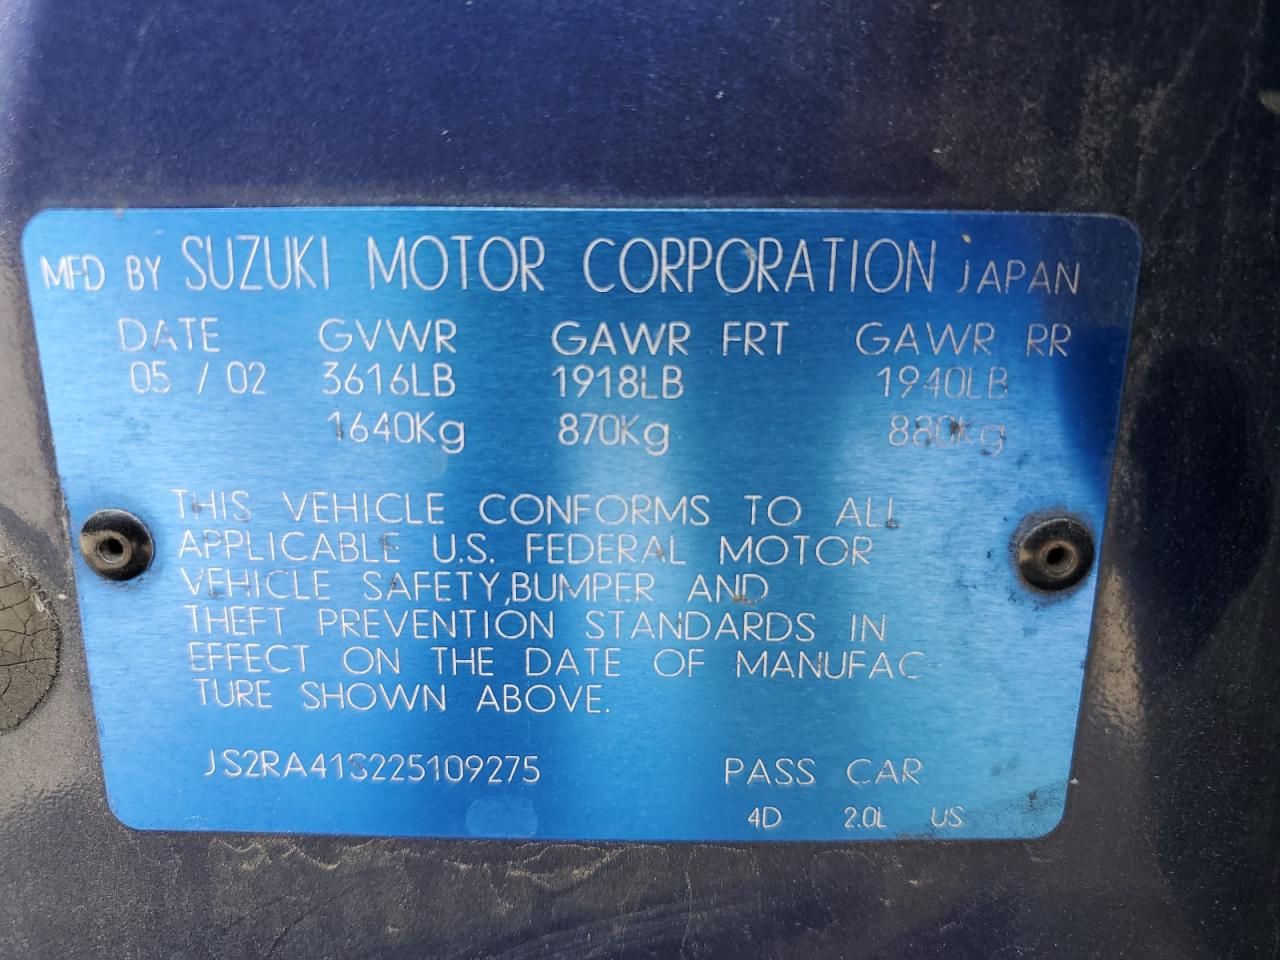 MFD BY SUZUKI MOTOR CORPORATION JAPAN
DATE GVWR GAWR FRT GAWR RR
05 / 02 3616LB 1918LB 1940LB
1640Kg 870Kg 880Kg
THIS VEHICLE CONFORMS TO ALL
APPLICABLE U.S. FEDERAL MOTOR
VEHICLE SAFETY,BUMPER AND
THEFT PREVENTION STANDARDS IN
EFFECT ON THE DATE OF MANUFAC
TURE SHOWN ABOVE.
JS2RA41S225109275 PASS CAR
4D 2.0L US